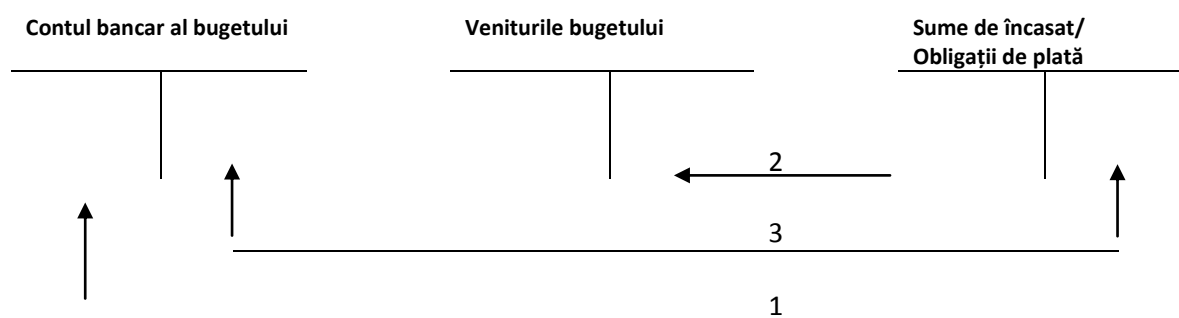 Contul bancar al bugetului
Veniturile bugetului
Sume de încasat/
Obligații de plată
2
3
1